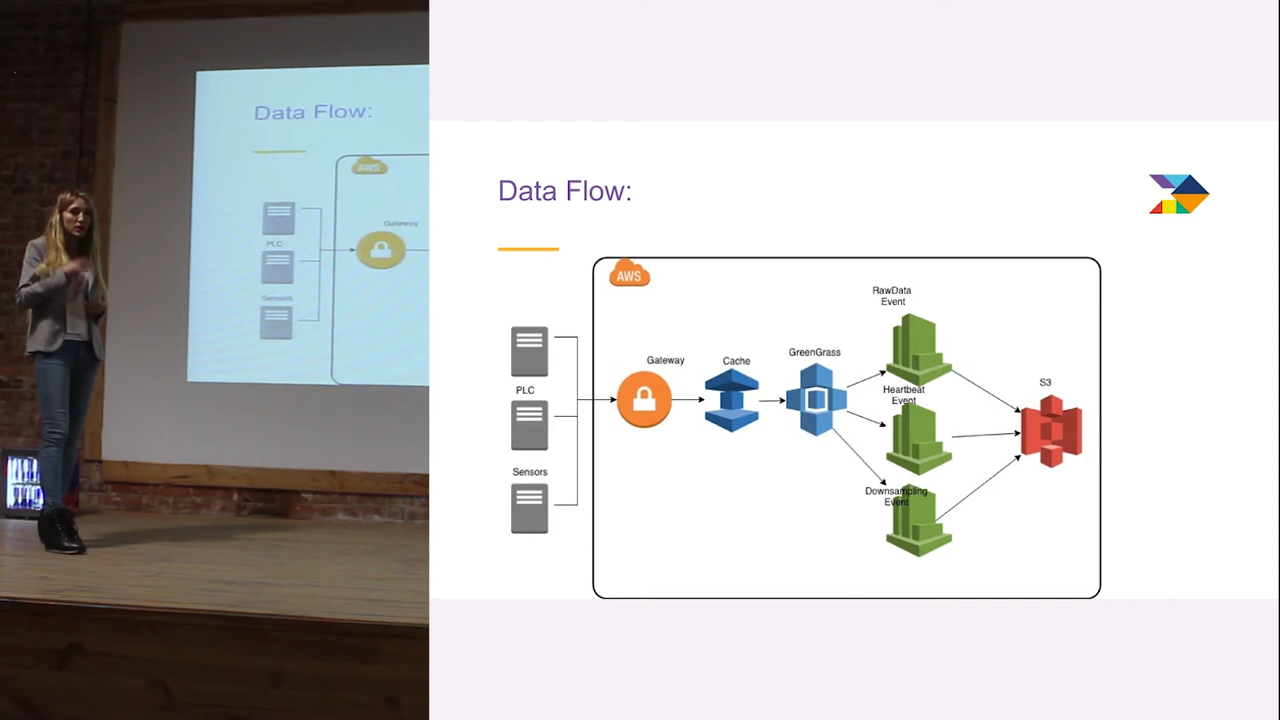 Data Flow:
AWS
Gateway
PLC
Sensors
Data Flow:
AWS
RawData
Event
Gateway
Cache
GreenGrass
PLC
Heartbeat
Event
S3
Sensors
Downsampling
Event